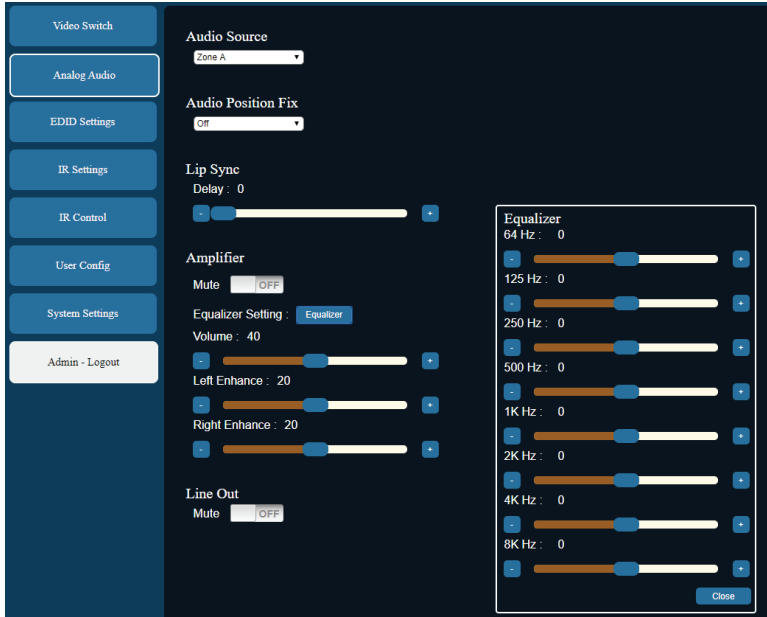 Video Switch
Analog Audio
EDID Settings
IR Settings
IR Control
User Config
System Settings
Admin - Logout
Audio Source
Zone A
Audio Position Fix
Off
Lip Sync
Delay : 0
- +
Amplifier
Mute OFF
Equalizer Setting : Equalizer
Volume : 40
- +
Left Enhance : 20
- +
Right Enhance : 20
- +
Line Out
Mute OFF
Equalizer
64 Hz : 0
- +
125 Hz : 0
- +
250 Hz : 0
- +
500 Hz : 0
- +
1K Hz : 0
- +
2K Hz : 0
- +
4K Hz : 0
- +
8K Hz : 0
- +
Close